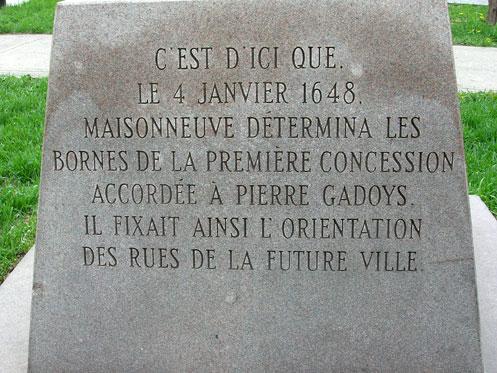 C'EST D'ICI QUE,
LE 4 JANVIER 1648,
MAISONNEUVE DÉTERMINA LES
BORNES DE LA PREMIÈRE CONCESSION
ACCORDÉE À PIERRE GADOYS.
IL FIXAIT AINSI L'ORIENTATION
DES RUES DE LA FUTURE VILLE.